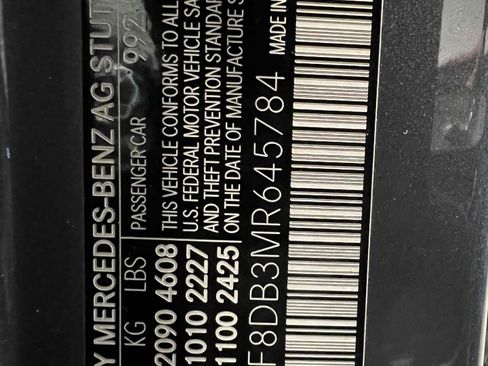 Y MERCEDES-BENZ AG STUT
KG LBS PASSENGER CAR 992
2090 4608 THIS VEHICLE CONFORMS TO ALL
1010 2227 U.S. FEDERAL MOTOR VEHICLE SA
1100 2425 AND THEFT PREVENTION STANDAR
ON THE DATE OF MANUFACTURE S
F8DB3MR645784 MADE IN